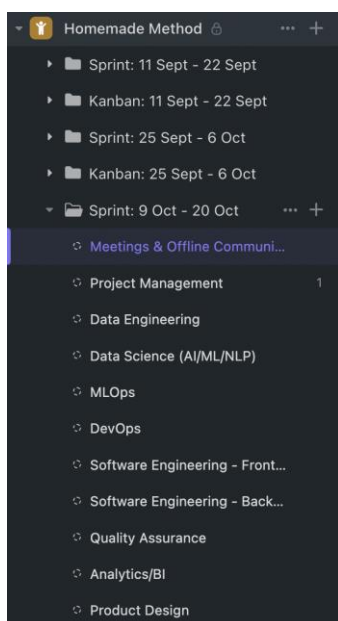 Homemade Method
Sprint: 11 Sept - 22 Sept
Kanban: 11 Sept - 22 Sept
Sprint: 25 Sept - 6 Oct
Kanban: 25 Sept - 6 Oct
Sprint: 9 Oct - 20 Oct
Meetings & Offline Communi...
Project Management 1
Data Engineering
Data Science (AI/ML/NLP)
MLOps
DevOps
Software Engineering - Front...
Software Engineering - Back...
Quality Assurance
Analytics/BI
Product Design